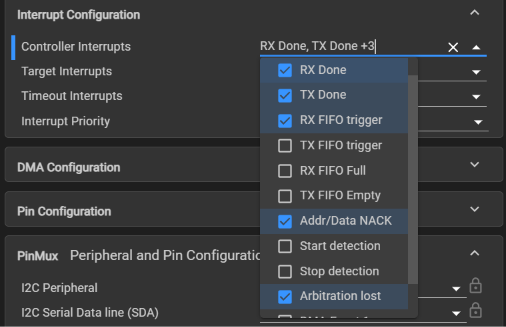 Interrupt Configuration
Controller Interrupts
RX Done, TX Done +3
Target Interrupts
Timeout Interrupts
Interrupt Priority
RX Done
TX Done
RX FIFO trigger
TX FIFO trigger
RX FIFO Full
TX FIFO Empty
Addr/Data NACK
Start detection
Stop detection
Arbitration lost
DMA Configuration
Pin Configuration
PinMux Peripheral and Pin Configuratio
I2C Peripheral
I2C Serial Data line (SDA)